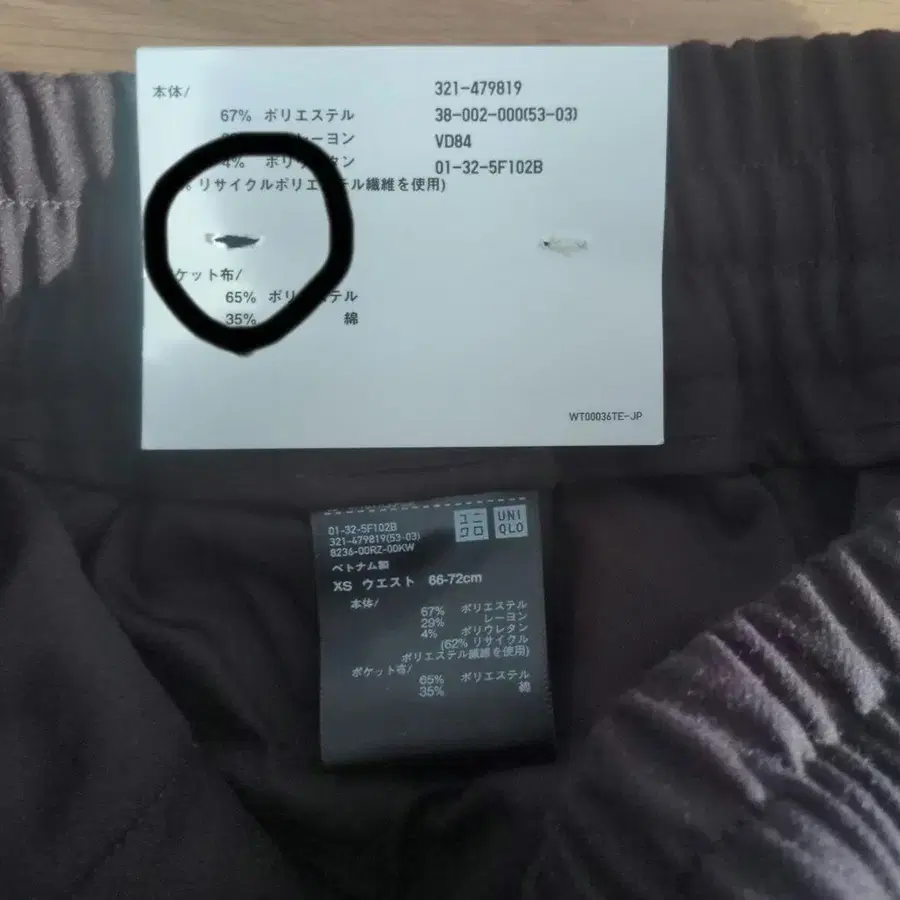 本体/
67% ポリエステル
レーヨン
4% ポリ タン
% リサイクルポリエ テル繊維を使用)
ケット布/
65% ポリ ステル
35% 綿
321-479819
38-002-000(53-03)
VD84
01-32-5F102B
WT00036TE-JP
01-32-5F102B
321-479819(53-03)
8236-00RZ-00KW
ユニ
クロ
UNI
QLO
ベトナム製
XS ウエスト 66-72cm
本体/
67% ポリエステル
29% レーヨン
4% ポリウレタン
(62% リサイクル
ポリエステル繊維を使用)
ポケット布/
65% ポリエステル
35% 綿